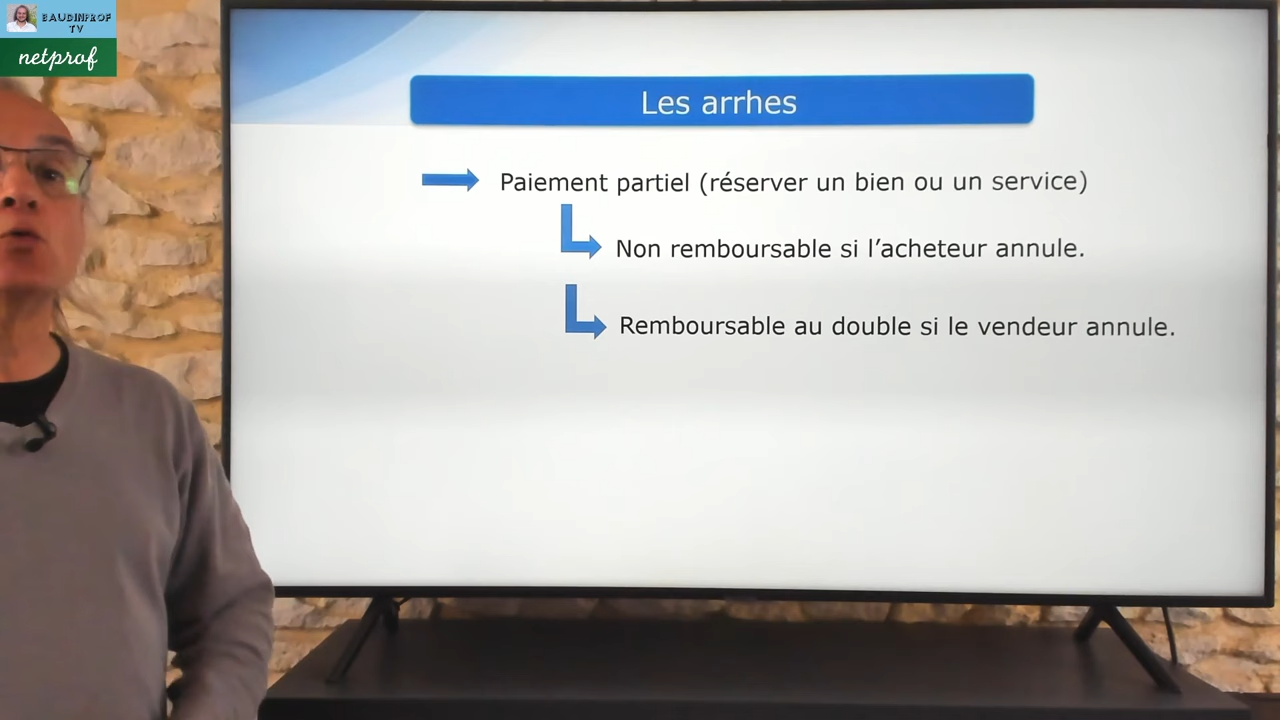 BAUDINPROF
TV
netprof
Les arrhes
Paiement partiel (réserver un bien ou un service)
Non remboursable si l’acheteur annule.
Remboursable au double si le vendeur annule.